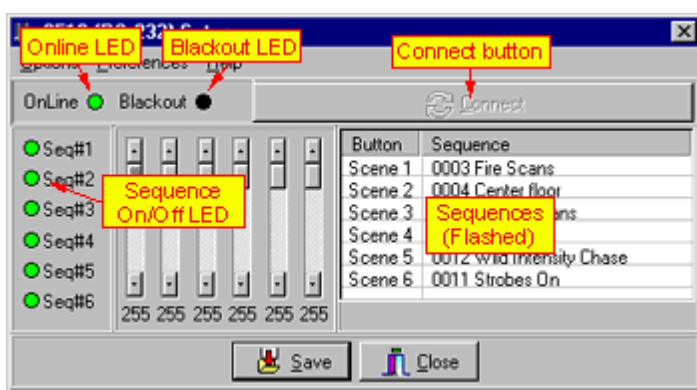 Online LED
Blackout LED
Connect button
OnLine Blackout Connect
Seq#1
Seq#2
Seq#3
Seq#4
Seq#5
Seq#6
Sequence
On/Off LED
255 255 255 255 255 255
Button Sequence
Scene 1 0003 Fire Scans
Scene 2 0004 Center floor
Scene 3
Scene 4
Scene 5 0012 Wild Intensity Chase
Scene 6 0011 Strobes On
Sequences
(Flashed)
Save Close